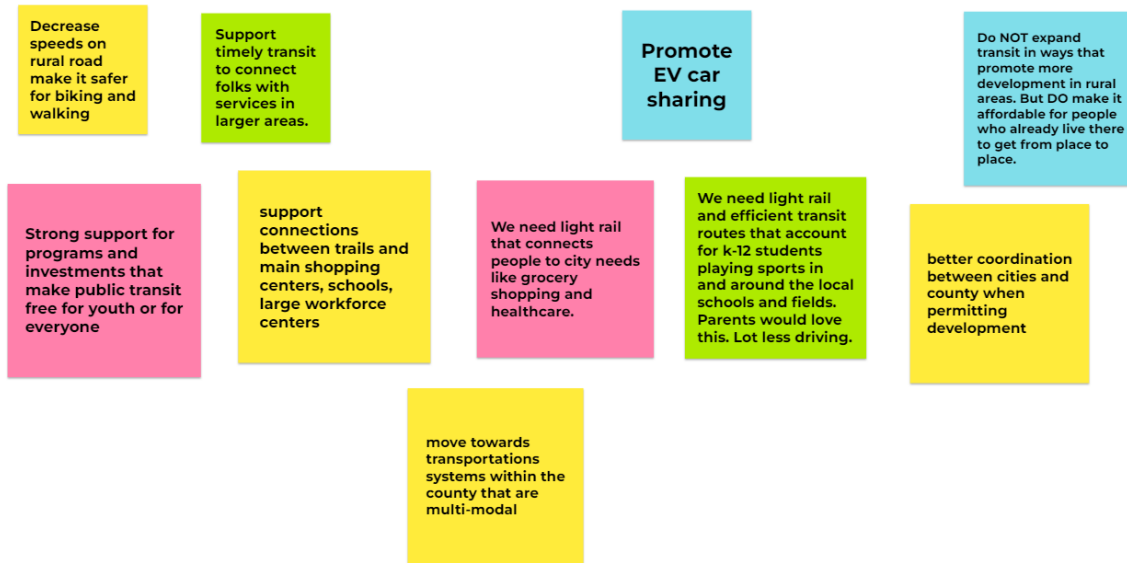 Decrease
speeds on
rural road
make it safer
for biking and
walking
Support
timely transit
to connect
folks with
services in
larger areas.
Promote
EV car
sharing
Do NOT expand
transit in ways that
promote more
development in rural
areas. But DO make it
affordable for people
who already live there
to get from place to
place.
Strong support for
programs and
investments that
make public transit
free for youth or for
everyone
support
connections
between trails and
main shopping
centers, schools,
large workforce
centers
We need light rail
that connects
people to city needs
like grocery
shopping and
healthcare.
We need light rail
and efficient transit
routes that account
for k-12 students
playing sports in
and around the local
schools and fields.
Parents would love
this. Lot less driving.
better coordination
between cities and
county when
permitting
development
move towards
transportations
systems within the
county that are
multi-modal